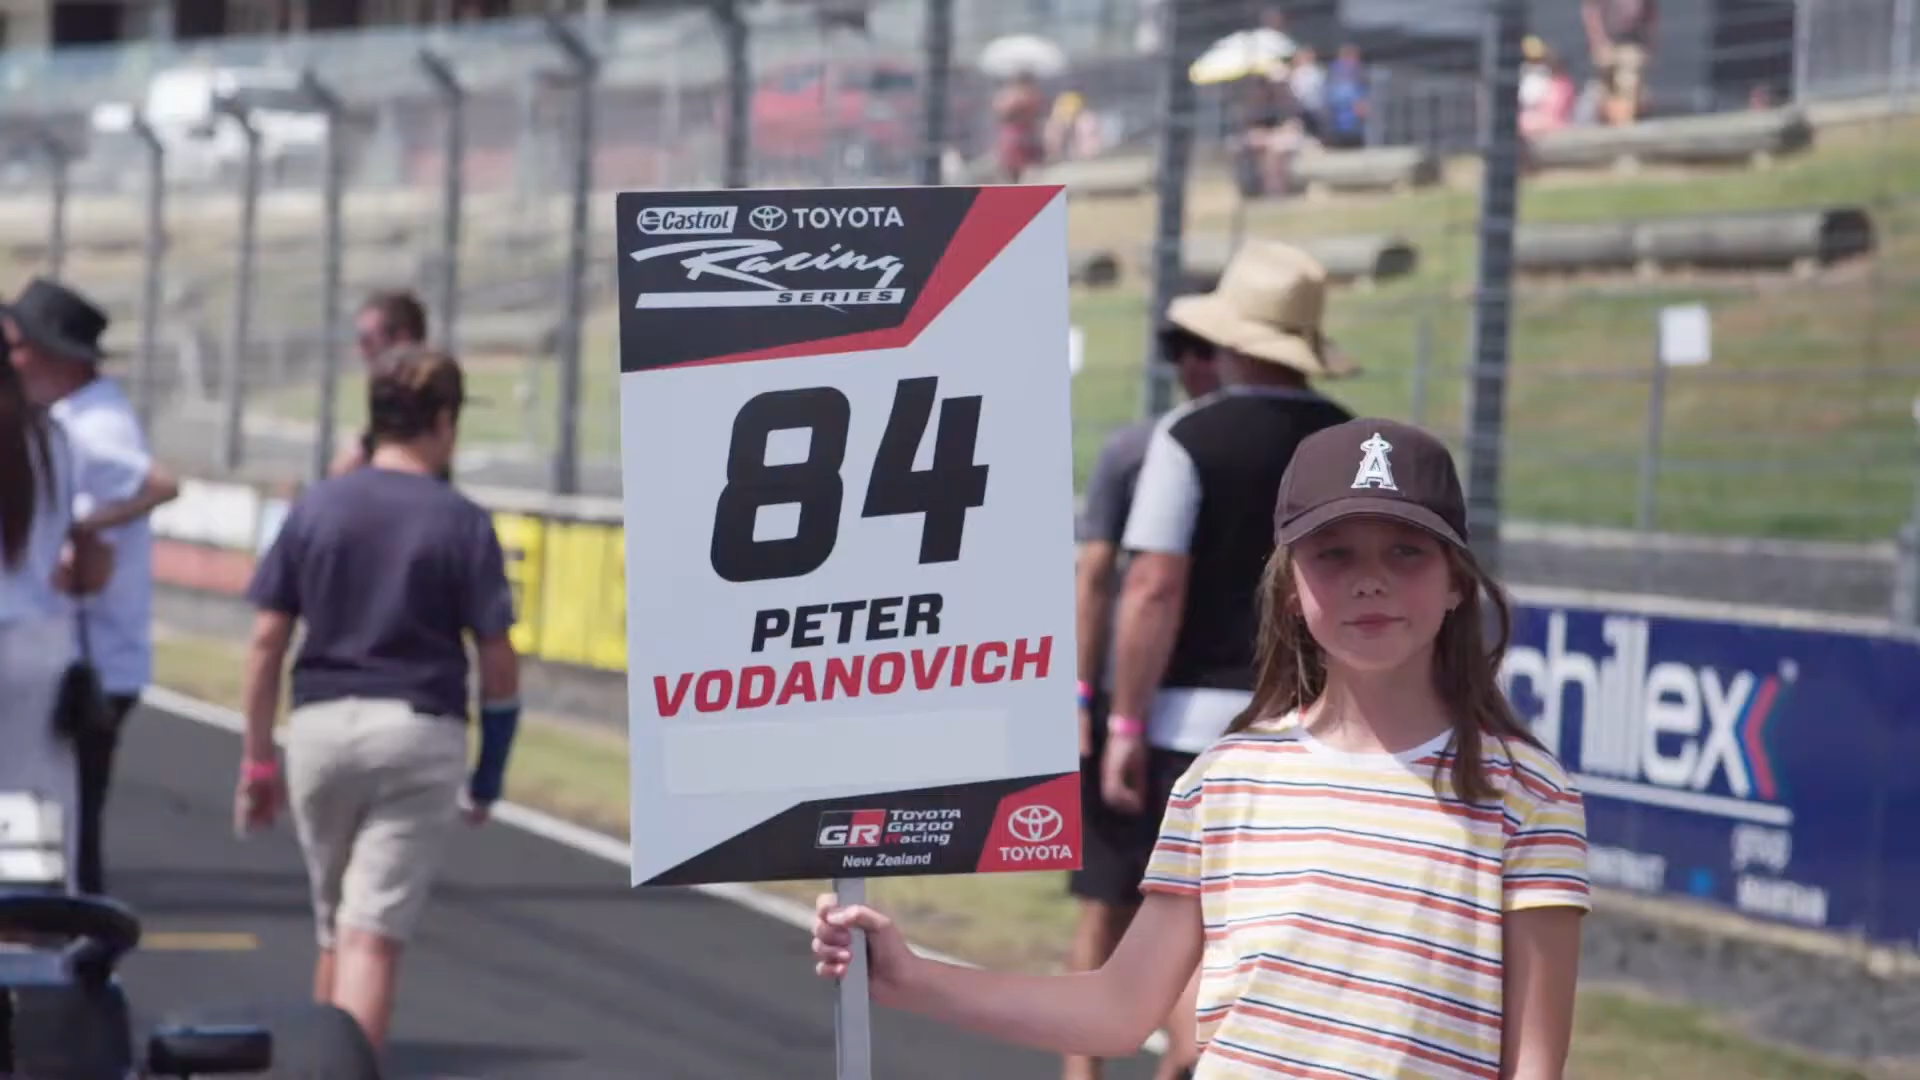 Castrol TOYOTA
Racing
SERIES
84
PETER
VODANOVICH
GR TOYOTA
GAZOO
Racing
New Zealand
TOYOTA
A
chillex